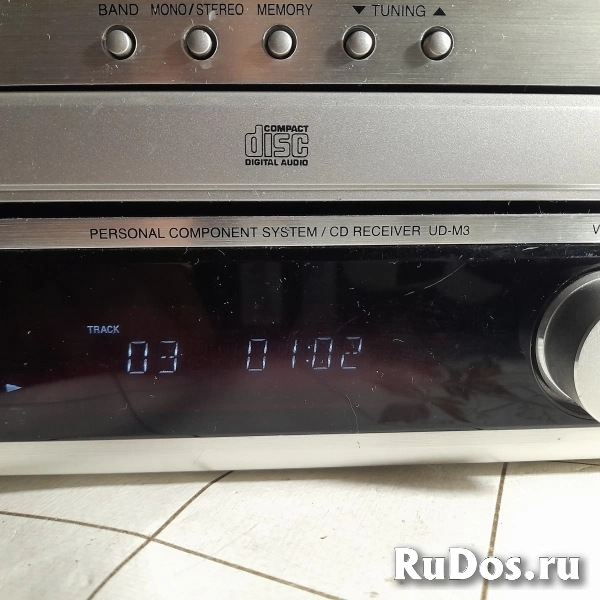 BAND MONO/STEREO MEMORY ▼ TUNING ▲
COMPACT
disc
DIGITAL AUDIO
PERSONAL COMPONENT SYSTEM / CD RECEIVER UD-M3
TRACK
03 01:02
RuDos.ru